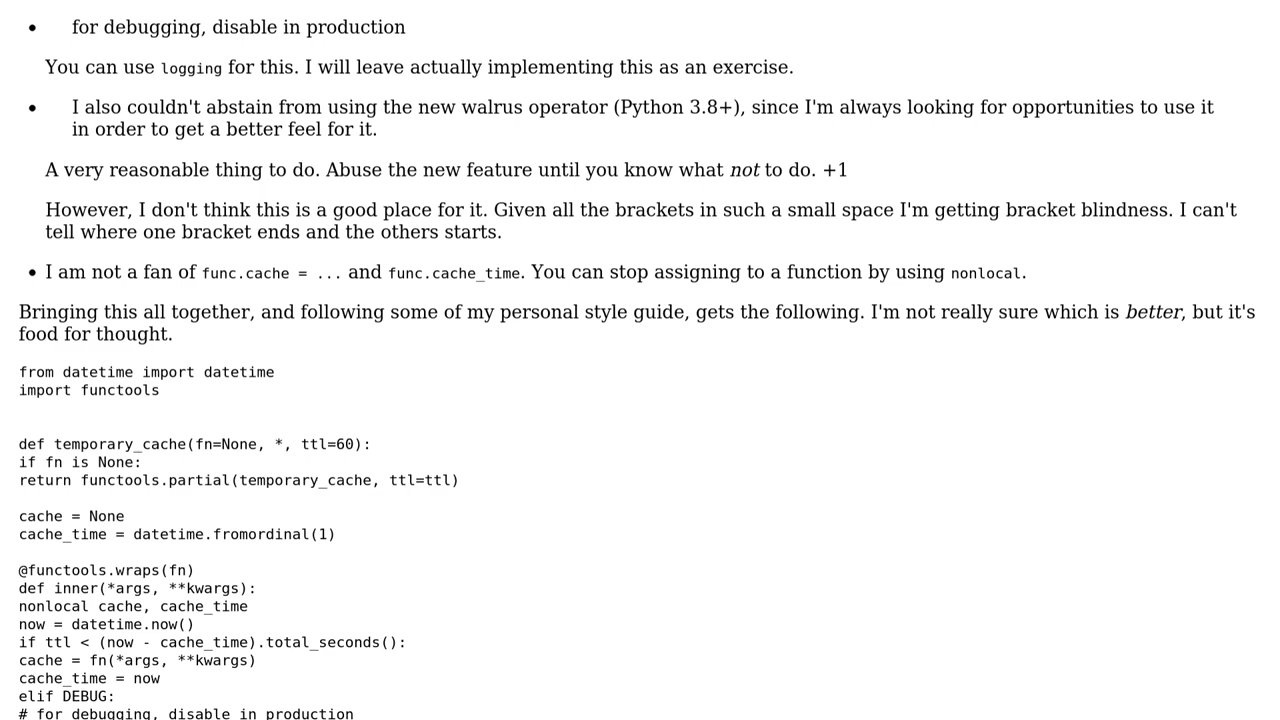 • for debugging, disable in production
You can use logging for this. I will leave actually implementing this as an exercise.
• I also couldn't abstain from using the new walrus operator (Python 3.8+), since I'm always looking for opportunities to use it
in order to get a better feel for it.
A very reasonable thing to do. Abuse the new feature until you know what not to do. +1
However, I don't think this is a good place for it. Given all the brackets in such a small space I'm getting bracket blindness. I can't
tell where one bracket ends and the others starts.
• I am not a fan of func.cache = ... and func.cache_time. You can stop assigning to a function by using nonlocal.
Bringing this all together, and following some of my personal style guide, gets the following. I'm not really sure which is better, but it's
food for thought.
from datetime import datetime
import functools
def temporary_cache(fn=None, *, ttl=60):
if fn is None:
return functools.partial(temporary_cache, ttl=ttl)
cache = None
cache_time = datetime.fromordinal(1)
@functools.wraps(fn)
def inner(*args, **kwargs):
nonlocal cache, cache_time
now = datetime.now()
if ttl < (now - cache_time).total_seconds():
cache = fn(*args, **kwargs)
cache_time = now
elif DEBUG:
# for debugging, disable in production